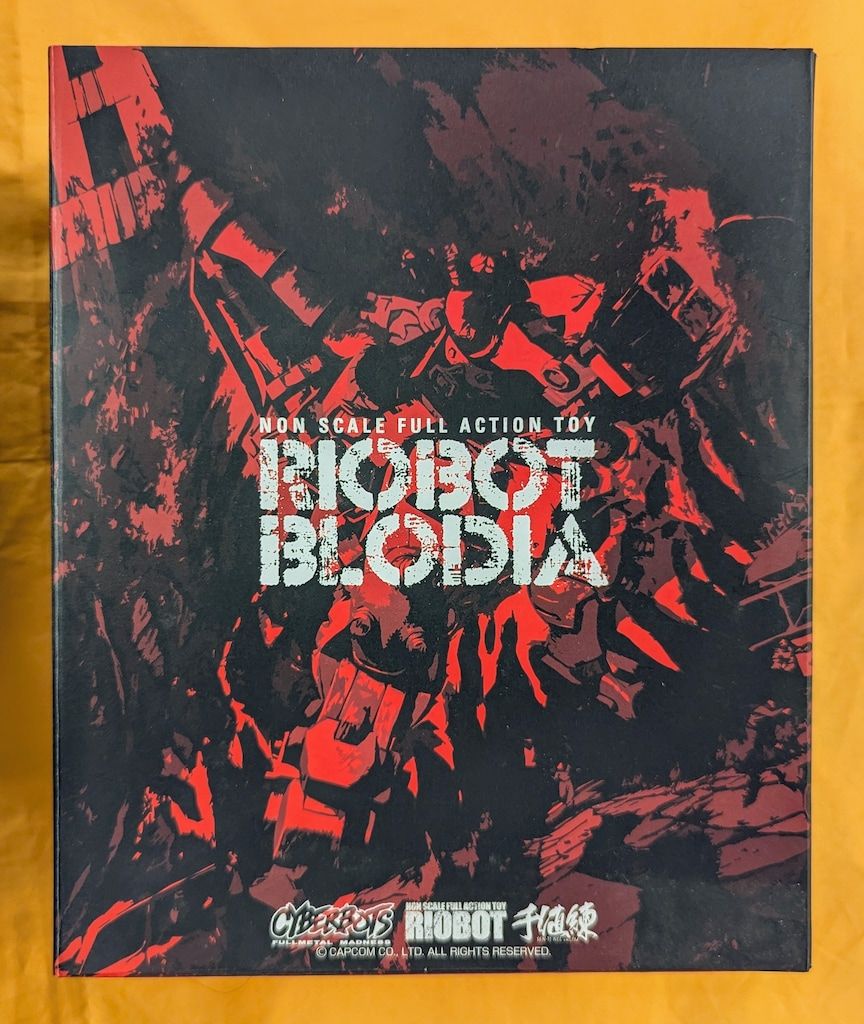 NON SCALE FULL ACTION TOY
RIOBOT
BLODIA
CYBERBOTS
FULLMETAL MADNESS
NON SCALE FULL ACTION TOY
RIOBOT
千値練
© CAPCOM CO., LTD. ALL RIGHTS RESERVED.